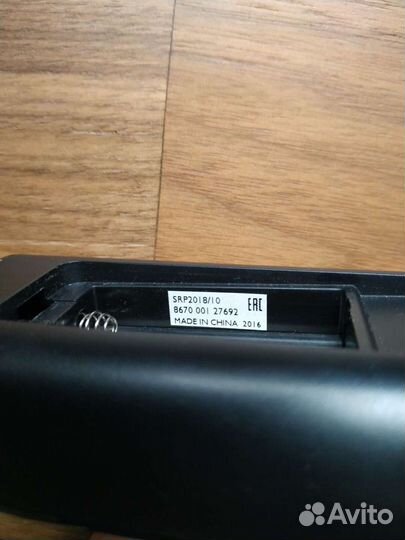 SRP2018/10
8670 001 27692
MADE IN CHINA 2016
EAC
Avito